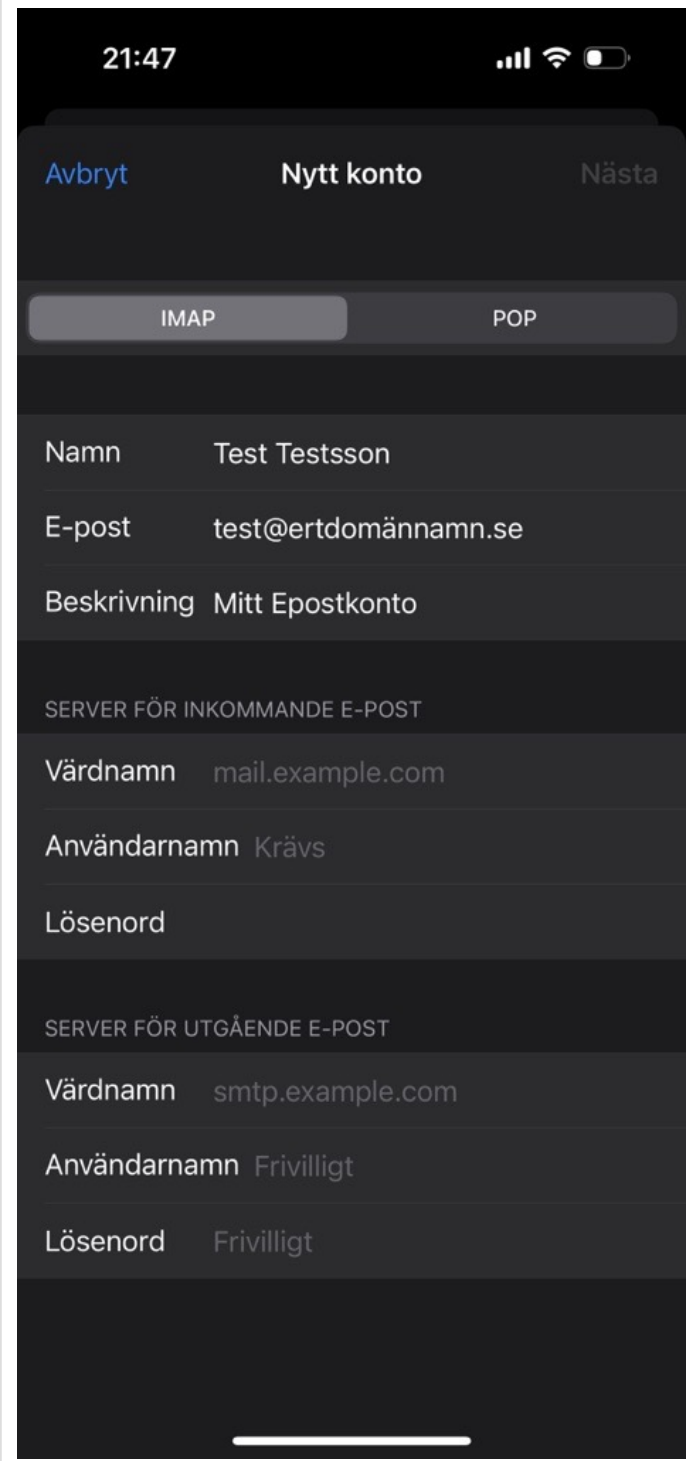 21:47
Avbryt Nytt konto Nästa
IMAP POP
Namn Test Testsson
E-post test@ertdomännamn.se
Beskrivning Mitt Epostkonto
SERVER FÖR INKOMMANDE E-POST
Värdnamn mail.example.com
Användarnamn Krävs
Lösenord
SERVER FÖR UTGÅENDE E-POST
Värdnamn smtp.example.com
Användarnamn Frivilligt
Lösenord Frivilligt